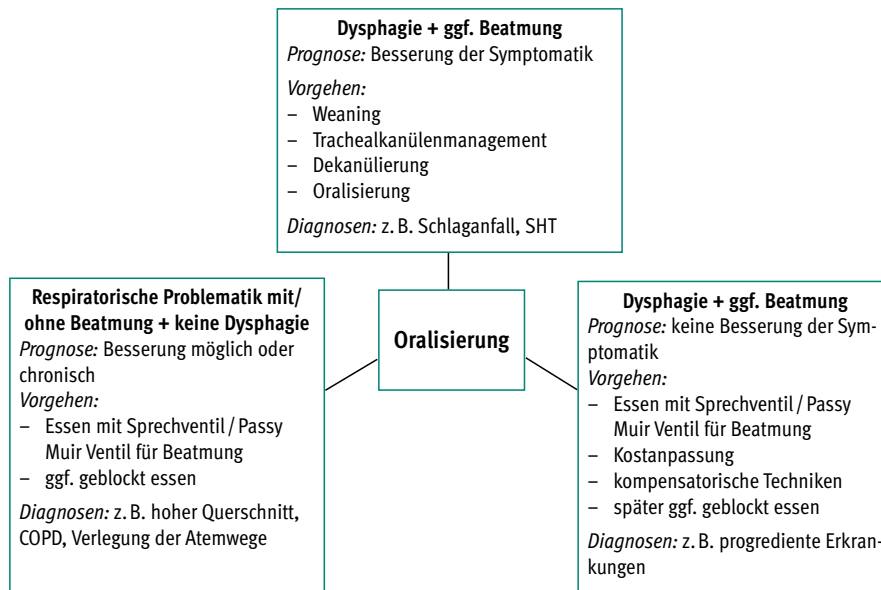 Dysphagie + ggf. Beatmung
Prognose: Besserung der Symptomatik
Vorgehen:
– Weaning
– Trachealkanülenmanagement
– Dekanülierung
– Oralisierung
Diagnosen: z. B. Schlaganfall, SHT
Respiratorische Problematik mit/
ohne Beatmung + keine Dysphagie
Prognose: Besserung möglich oder
chronisch
Vorgehen:
– Essen mit Sprechventil / Passy
Muir Ventil für Beatmung
– ggf. geblockt essen
Diagnosen: z. B. hoher Querschnitt,
COPD, Verlegung der Atemwege
Oralisierung
Dysphagie + ggf. Beatmung
Prognose: keine Besserung der Sym-
ptomatik
Vorgehen:
– Essen mit Sprechventil / Passy
Muir Ventil für Beatmung
– Kostanpassung
– kompensatorische Techniken
– später ggf. geblockt essen
Diagnosen: z. B. progrediente Erkran-
kungen